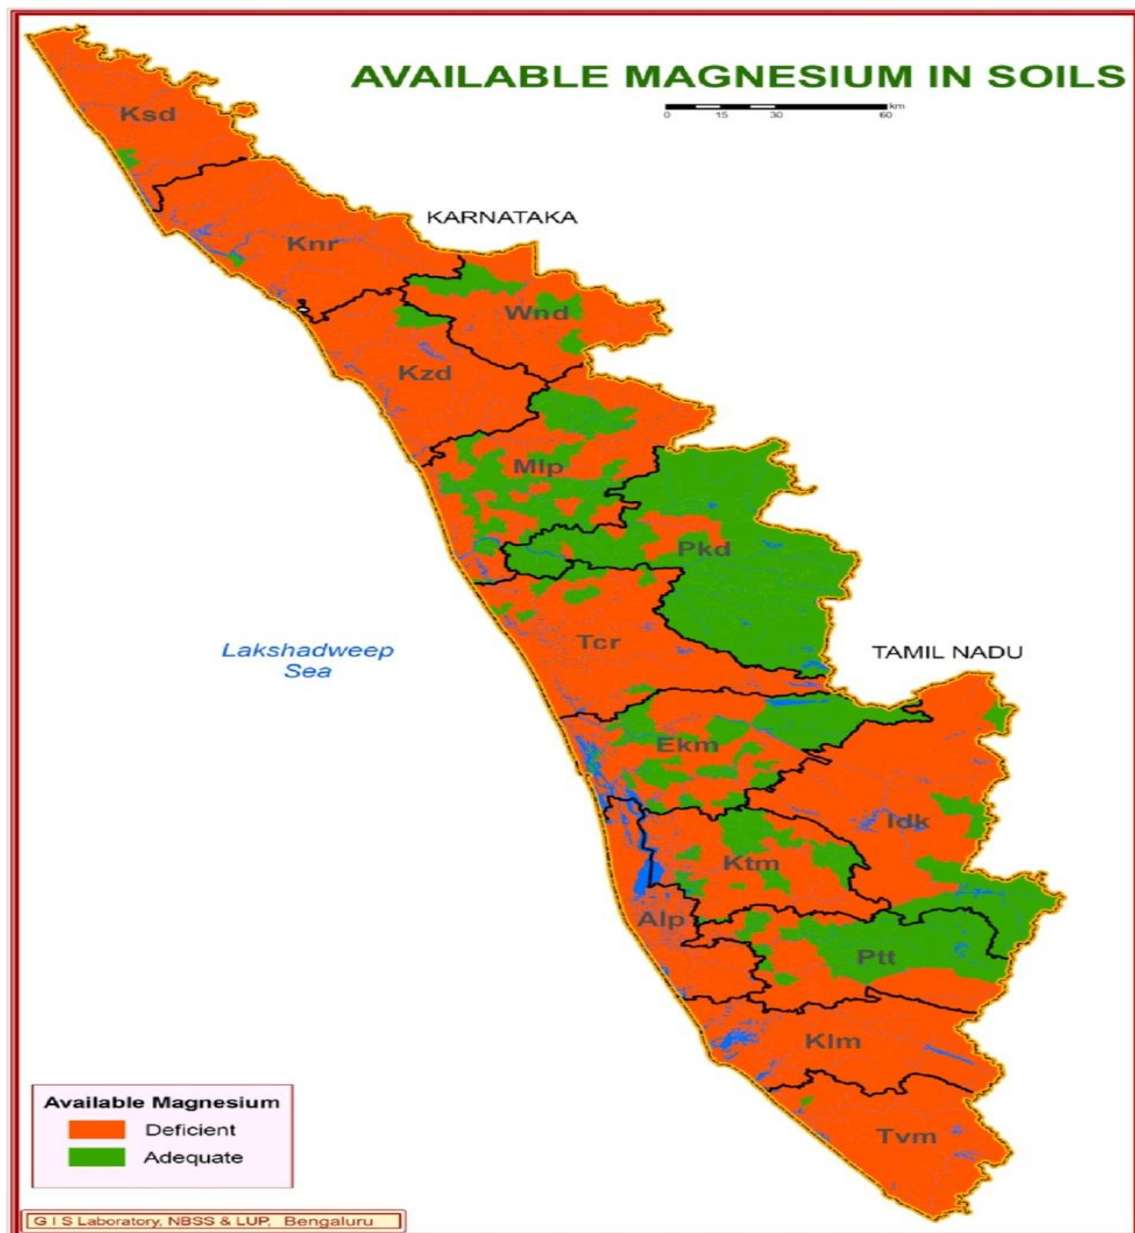 AVAILABLE MAGNESIUM IN SOILS
km
0 15 30 60
Ksd
KARNATAKA
Knr
Wnd
Kzd
Mlp
Pkd
Tcr
Lakshadweep
Sea
TAMIL NADU
Ekm
Idk
Ktm
Alp
Ptt
Klm
Tvm
Available Magnesium
Deficient
Adequate
G I S Laboratory, NBSS & LUP, Bengaluru